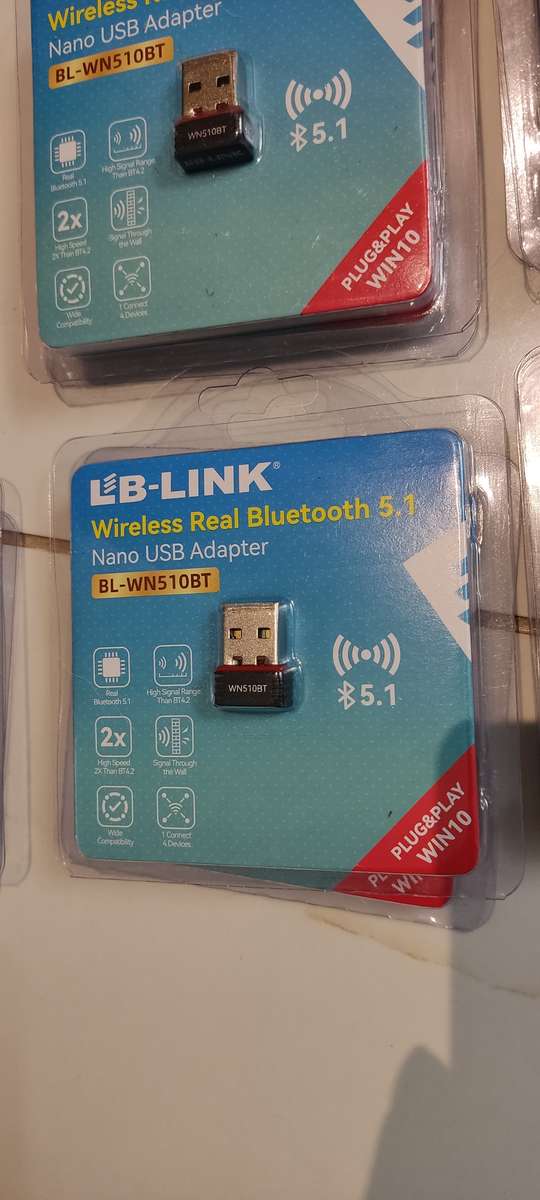 Wireless
Nano USB Adapter
BL-WN510BT
WN510BT
LB-LINK
5.1
Real
Bluetooth 5.1
High Signal Range
Than BT4.2
2x
High Speed
2X Than BT4.2
Signal Through
the Wall
Wide
Compatibility
1 Connect
4 Devices
PLUG&PLAY
WIN10
LB-LINK®
Wireless Real Bluetooth 5.1
Nano USB Adapter
BL-WN510BT
WN510BT
5.1
Real
Bluetooth 5.1
High Signal Range
Than BT4.2
2x
High Speed
2X Than BT4.2
Signal Through
the Wall
Wide
Compatibility
1 Connect
4 Devices
PLUG&PLAY
WIN10